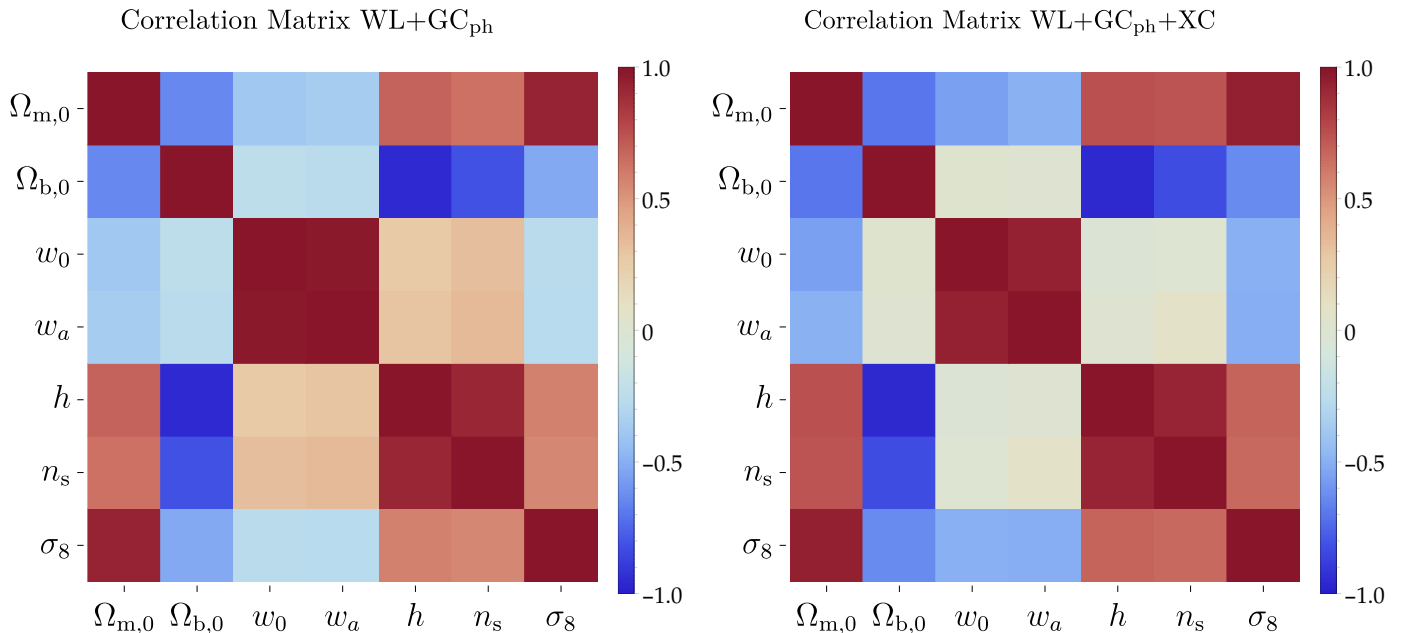 Correlation Matrix WL+GC_ph
Ω_m,0
Ω_b,0
w_0
w_a
h
n_s
σ_8
Ω_m,0 Ω_b,0 w_0 w_a h n_s σ_8
1.0
0.5
0
−0.5
−1.0
Correlation Matrix WL+GC_ph+XC
Ω_m,0
Ω_b,0
w_0
w_a
h
n_s
σ_8
Ω_m,0 Ω_b,0 w_0 w_a h n_s σ_8
1.0
0.5
0
−0.5
−1.0